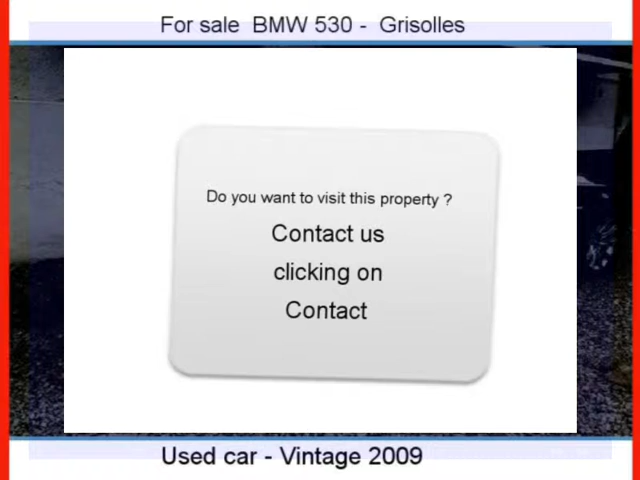 For sale  BMW 530 -  Grisolles
Do you want to visit this property ?
Contact us
clicking on
Contact
Used car - Vintage 2009